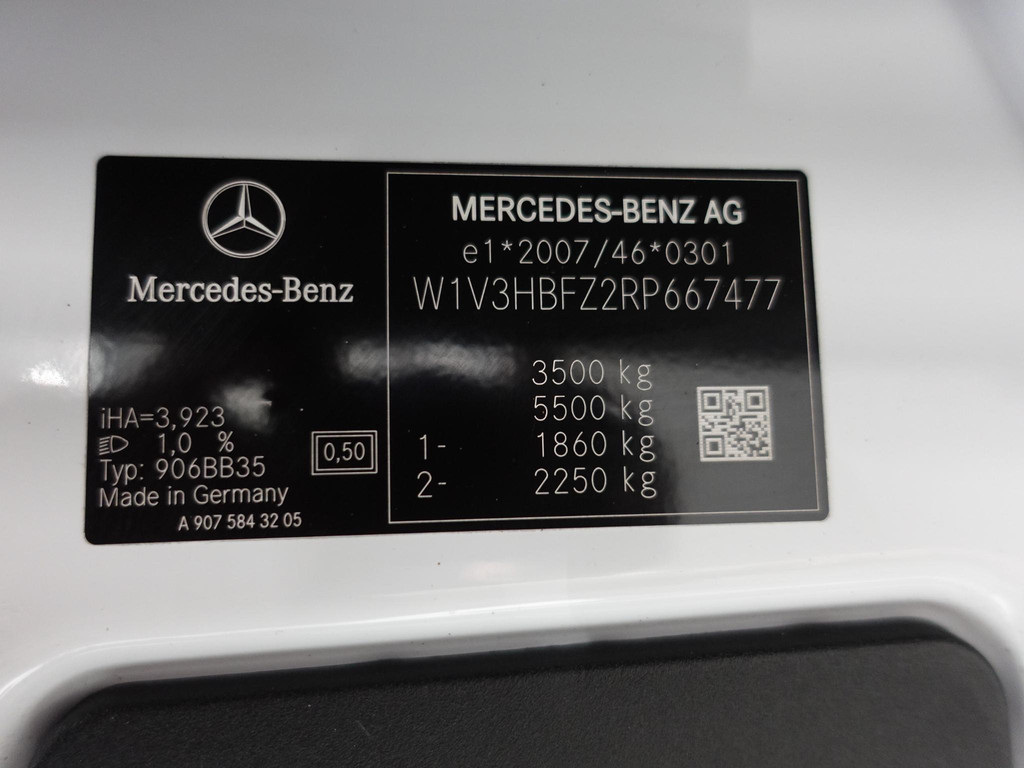 Mercedes-Benz
iHA=3,923
1,0 %
Typ: 906BB35
Made in Germany
A 907 584 32 05
0,50
MERCEDES-BENZ AG
e1*2007/46*0301
W1V3HBFZ2RP667477
3500 kg
5500 kg
1- 1860 kg
2- 2250 kg